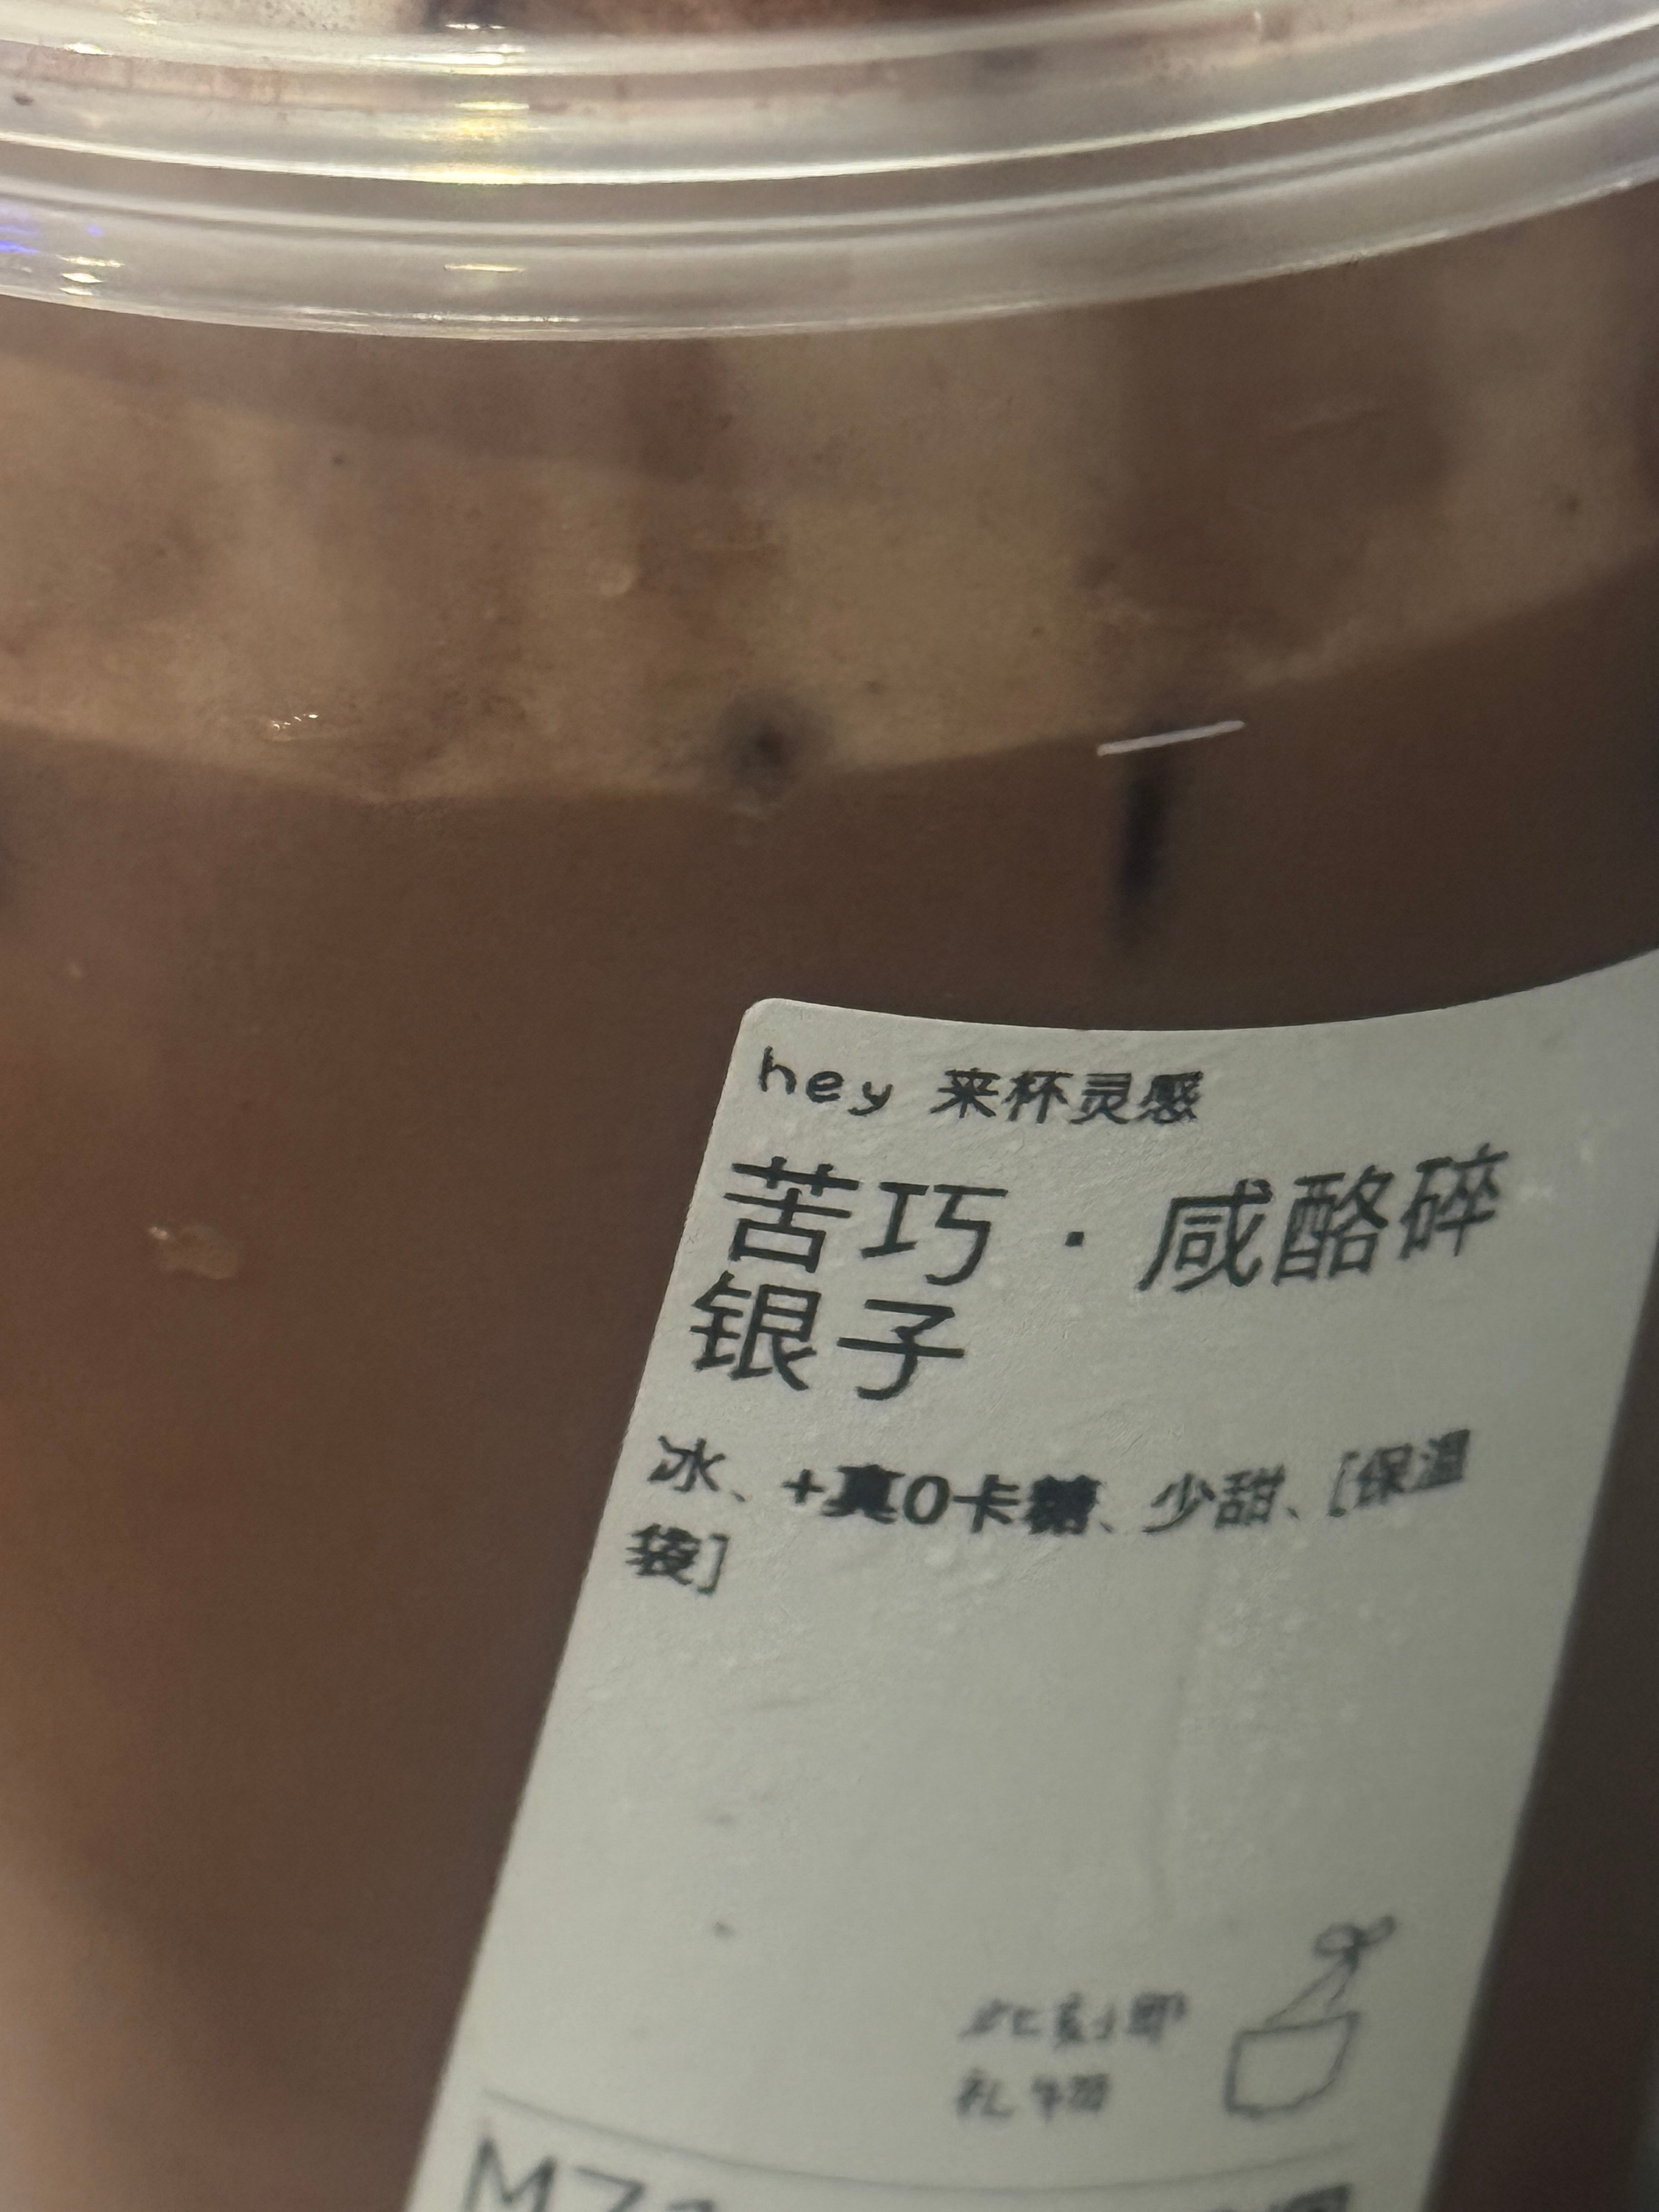 hey 来杯灵感
苦巧·咸酪碎
银子
冰、+真0卡糖、少甜、[保温
袋]
此刻即
礼物